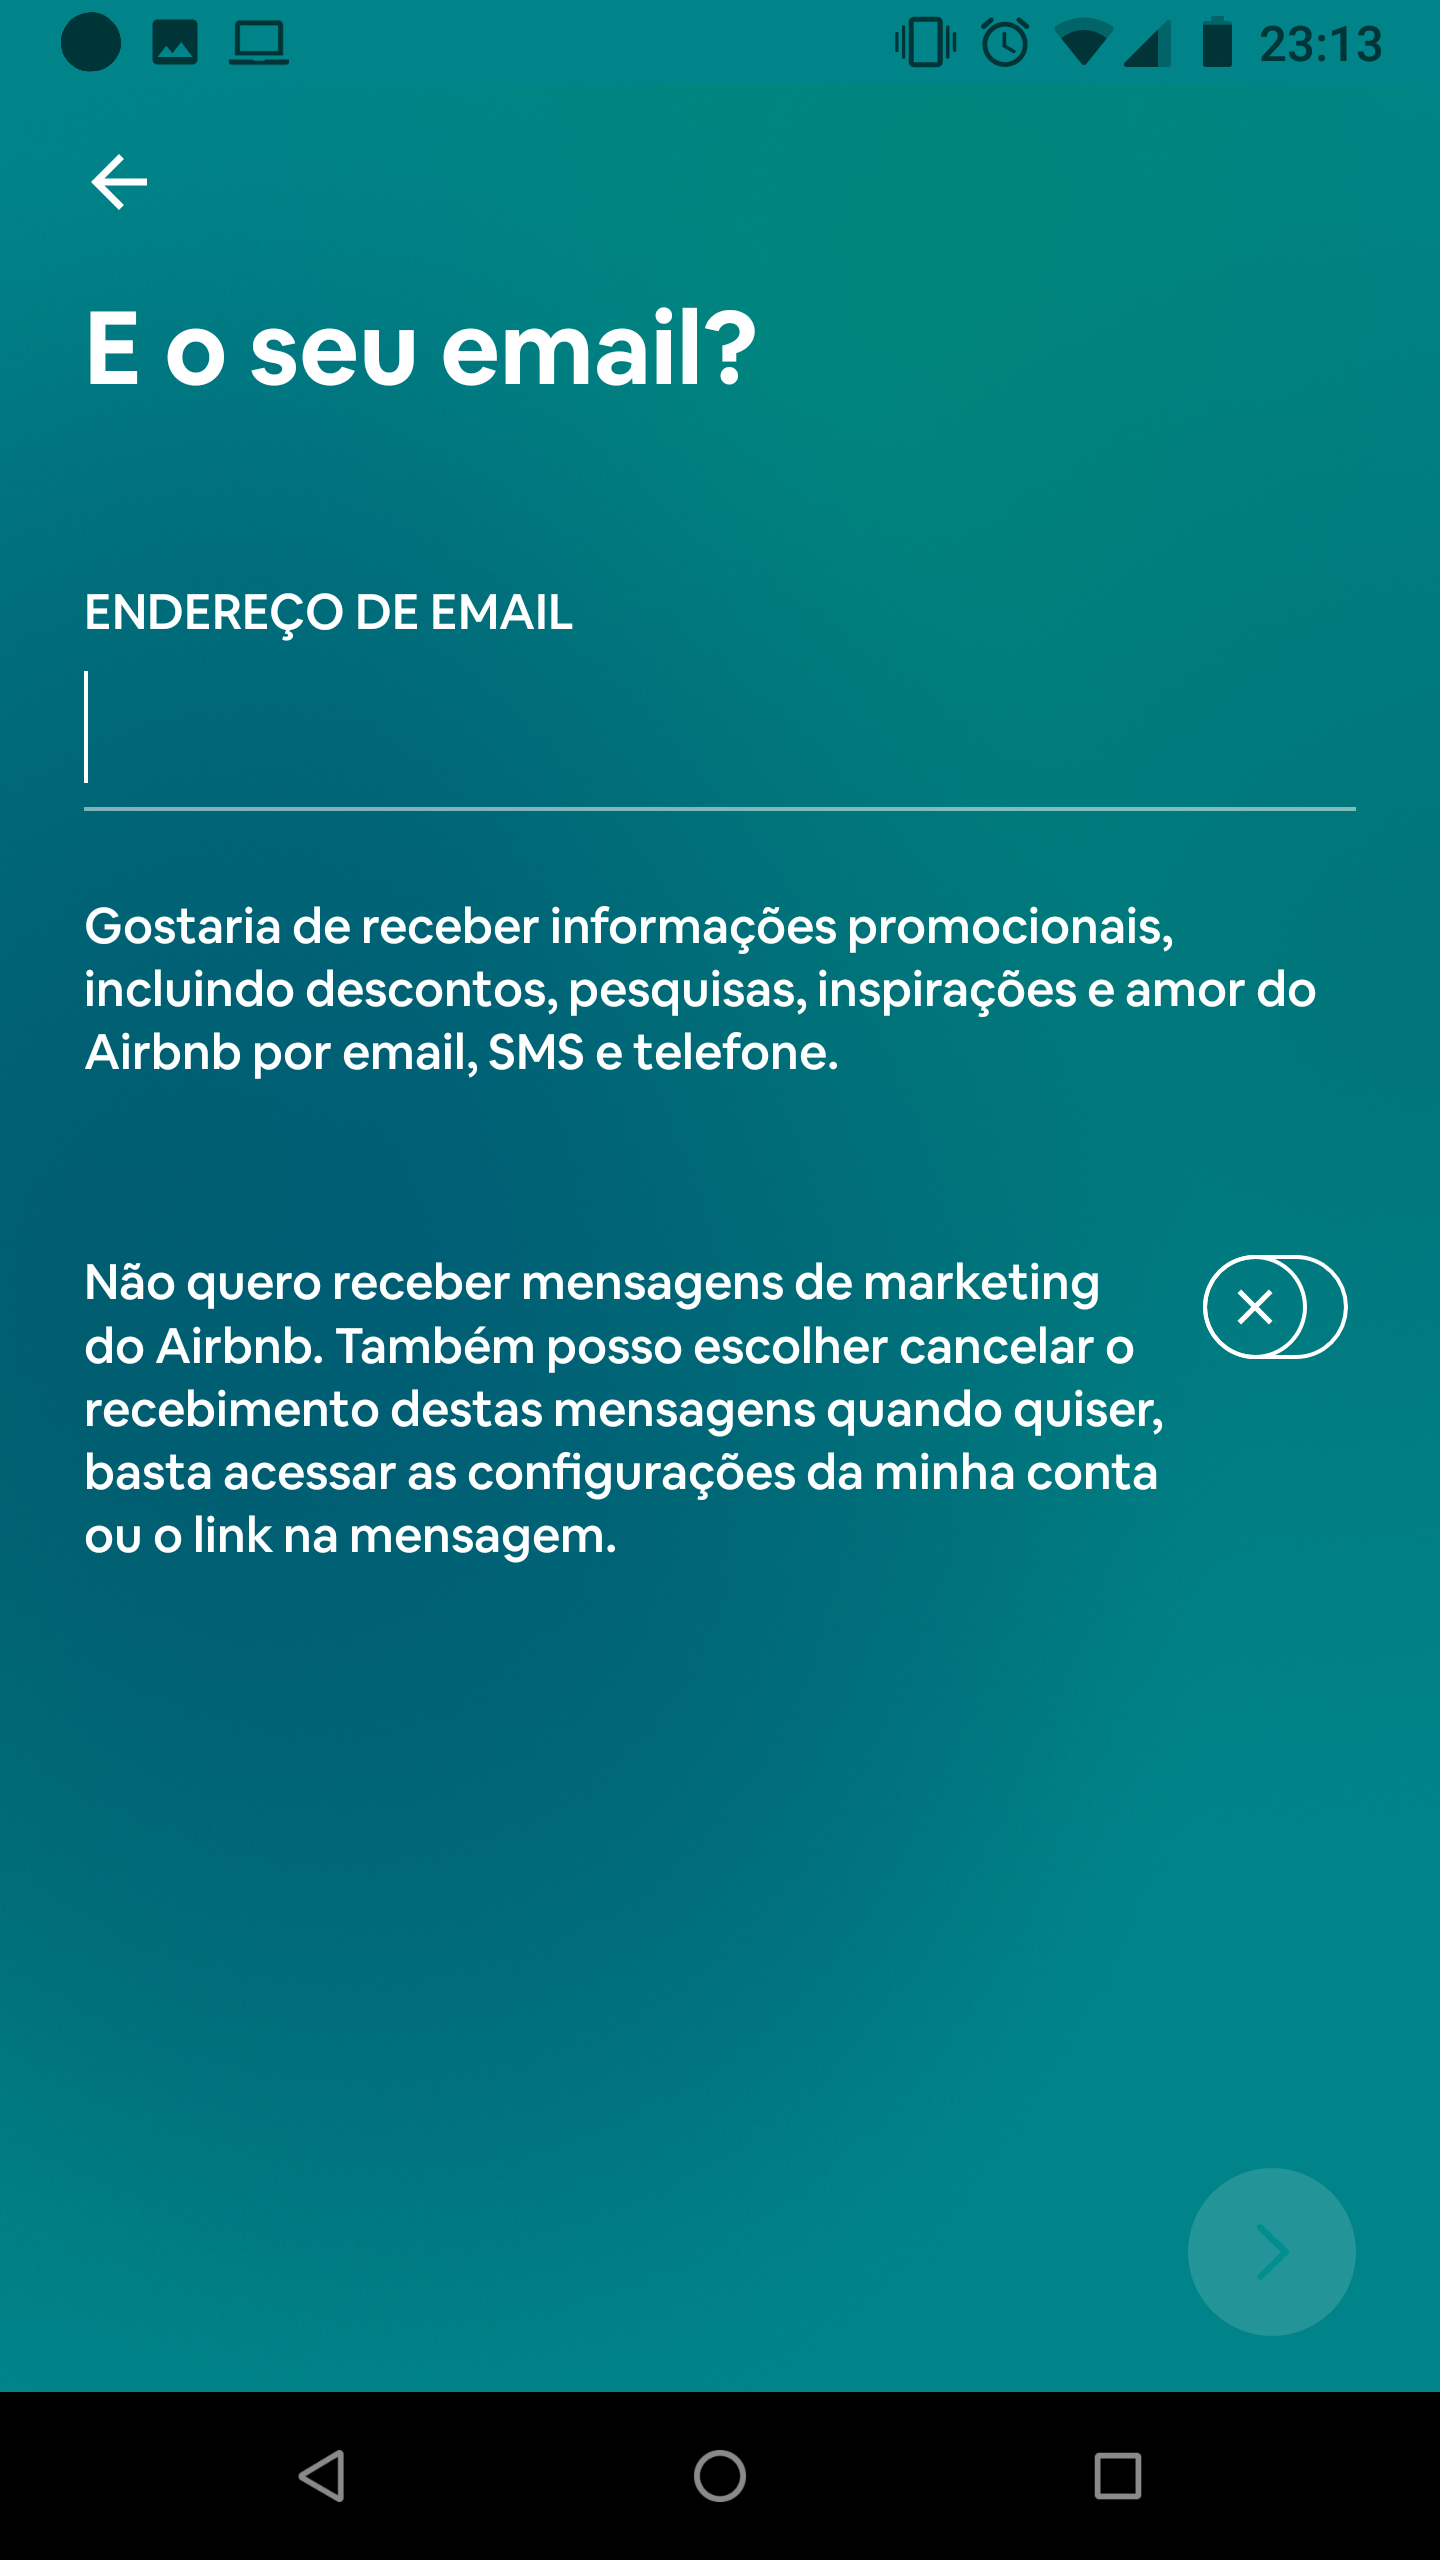 23:13
E o seu email?
ENDEREÇO DE EMAIL
Gostaria de receber informações promocionais,
incluindo descontos, pesquisas, inspirações e amor do
Airbnb por email, SMS e telefone.
Não quero receber mensagens de marketing
do Airbnb. Também posso escolher cancelar o
recebimento destas mensagens quando quiser,
basta acessar as configurações da minha conta
ou o link na mensagem.